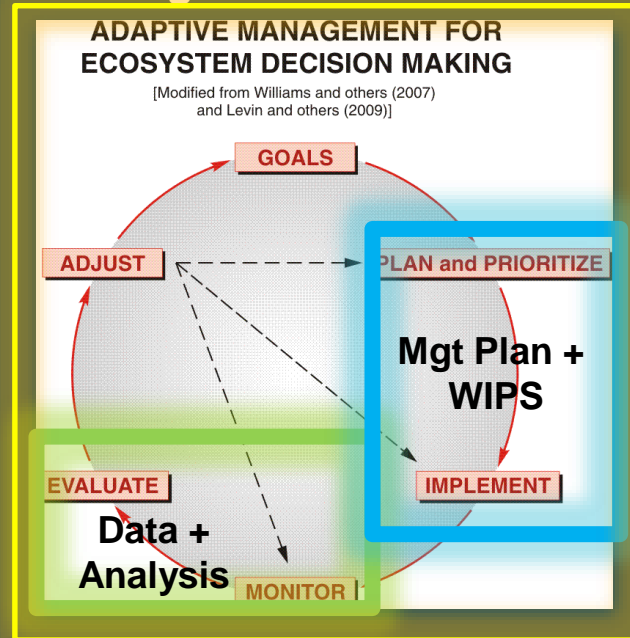 ADAPTIVE MANAGEMENT FOR
ECOSYSTEM DECISION MAKING
[Modified from Williams and others (2007)
and Levin and others (2009)]
GOALS
ADJUST
PLAN and PRIORITIZE
Mgt Plan +
WIPS
EVALUATE
IMPLEMENT
Data +
Analysis
MONITOR